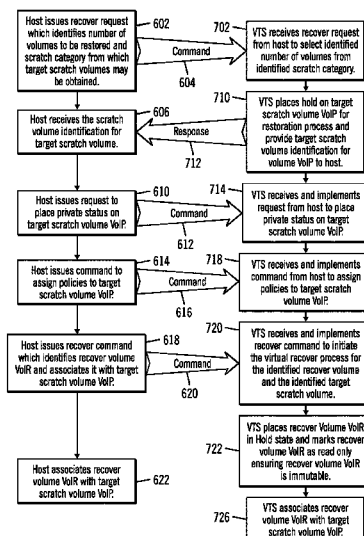 Host issues recover request
which identifies number of
volumes to be restored and
scratch category from which
target scratch volumes may
be obtained.
602
Command
604
702
VTS receives recover request
from host to select identified
number of volumes from
identified scratch category.
Host receives the scratch
volume identification for
target scratch volume.
606
Response
712
710
VTS places hold on target
scratch volume VolP for
restoration process and
provide target scratch
volume identification for
volume VolP to host.
Host issues request to
place private status on
target scratch volume VolP.
610
Command
612
714
VTS receives and implements
request from host to place
private status on target
scratch volume VolP.
Host issues command to
assign policies to target
scratch volume VolP.
614
Command
616
718
VTS receives and implements
command from host to assign
policies to target scratch
volume VolP.
Host issues recover command
which identifies recover volume
VolR and associates it with target
scratch volume VolP.
618
Command
620
720
VTS receives and implements
recover command to initiate
the virtual recover process for
the identified recover volume
and the identified target
scratch volume.
722
VTS places recover Volume VolR
in Hold state and marks recover
volume VolR as read only
ensuring recover volume VolR
is immutable.
Host associates recover
volume VolR with target
scratch volume VolP.
622
726
VTS associates recover
volume VolR with target
scratch volume VolP.